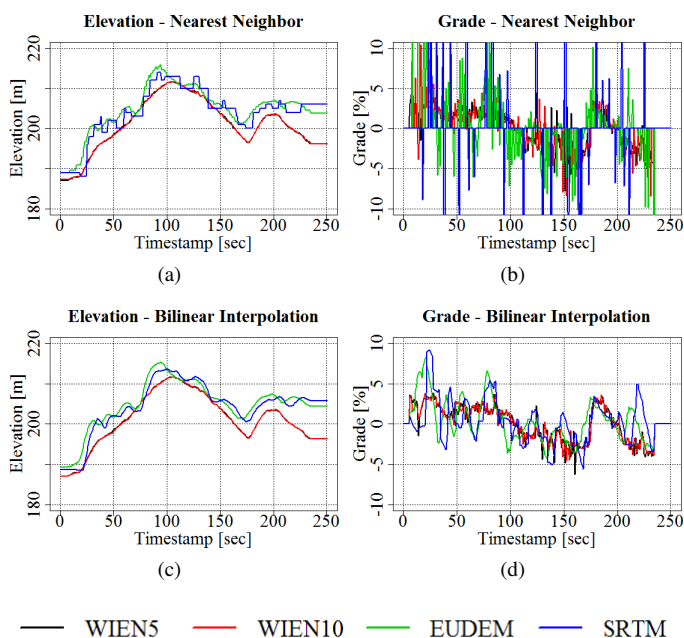 Elevation - Nearest Neighbor
Grade - Nearest Neighbor
Elevation [m]
180 200 220
0 50 100 150 200 250
Timestamp [sec]
Grade [%]
-10 -5 0 5 10
0 50 100 150 200 250
Timestamp [sec]
(a)
(b)
Elevation - Bilinear Interpolation
Grade - Bilinear Interpolation
Elevation [m]
180 200 220
0 50 100 150 200 250
Timestamp [sec]
Grade [%]
-10 -5 0 5 10
0 50 100 150 200 250
Timestamp [sec]
(c)
(d)
WIEN5 WIEN10 EUDEM SRTM